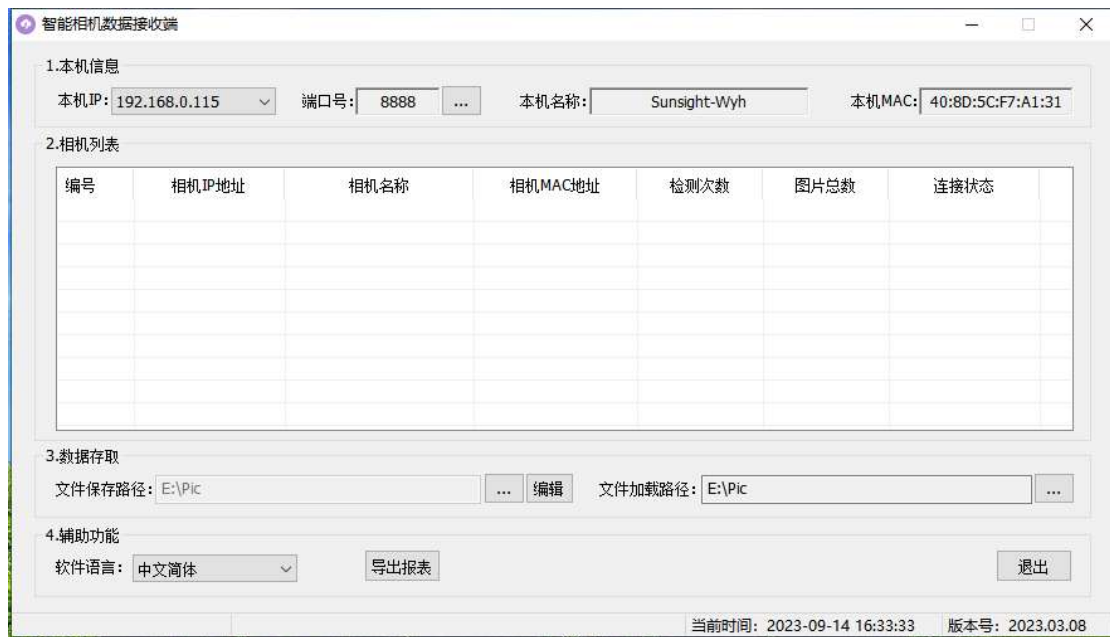 智能相机数据接收端
1.本机信息
本机IP: 192.168.0.115 端口号: 8888 ... 本机名称: Sunsight-Wyh 本机MAC: 40:8D:5C:F7:A1:31
2.相机列表
编号 相机IP地址 相机名称 相机MAC地址 检测次数 图片总数 连接状态
3.数据存取
文件保存路径: E:\Pic ... 编辑 文件加载路径: E:\Pic ...
4.辅助功能
软件语言: 中文简体 导出报表 退出
当前时间: 2023-09-14 16:33:33 版本号: 2023.03.08